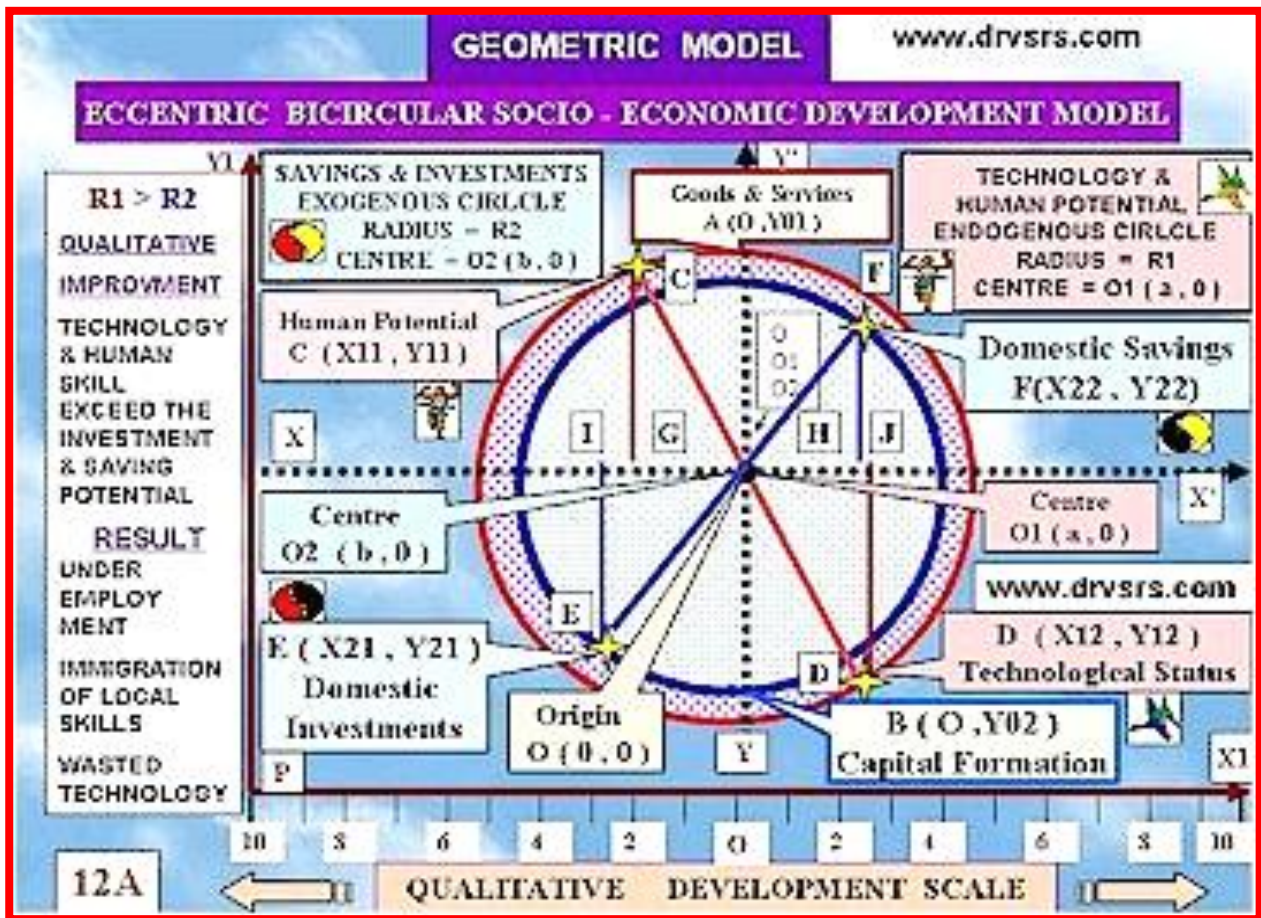 GEOMETRIC MODEL
www.drvsrs.com
ECCENTRIC BICIRCULAR SOCIO - ECONOMIC DEVELOPMENT MODEL
R1 > R2
QUALITATIVE
IMPROVMENT
TECHNOLOGY
& HUMAN
SKILL
EXCEED THE
INVESTMENT
& SAVING
POTENTIAL
RESULT
UNDER
EMPLOY
MENT
IMMIGRATION
OF LOCAL
SKILLS
WASTED
TECHNOLOGY
Y1
SAVINGS & INVESTMENTS
EXOGENOUS CIRLCLE
RADIUS = R2
CENTRE = O2 (b, 0)
Y'
Goods & Services
A (O ,Y01)
TECHNOLOGY &
HUMAN POTENTIAL
ENDOGENOUS CIRLCLE
RADIUS = R1
CENTRE = O1 ( a , 0 )
C
F
Human Potential
C (X11 , Y11)
O
O1
O2
Domestic Savings
F(X22 , Y22)
X
I
G
H
J
X'
Centre
O2 (b,0)
Centre
O1 (a , 0)
www.drvsrs.com
E
E ( X21 , Y21 )
Domestic
Investments
D
D ( X12 , Y12 )
Technological Status
Origin
O (0,0)
Y
B ( O ,Y02 )
Capital Formation
P
X1
10 8 6 4 2 O 2 4 6 8 10
12A
QUALITATIVE DEVELOPMENT SCALE